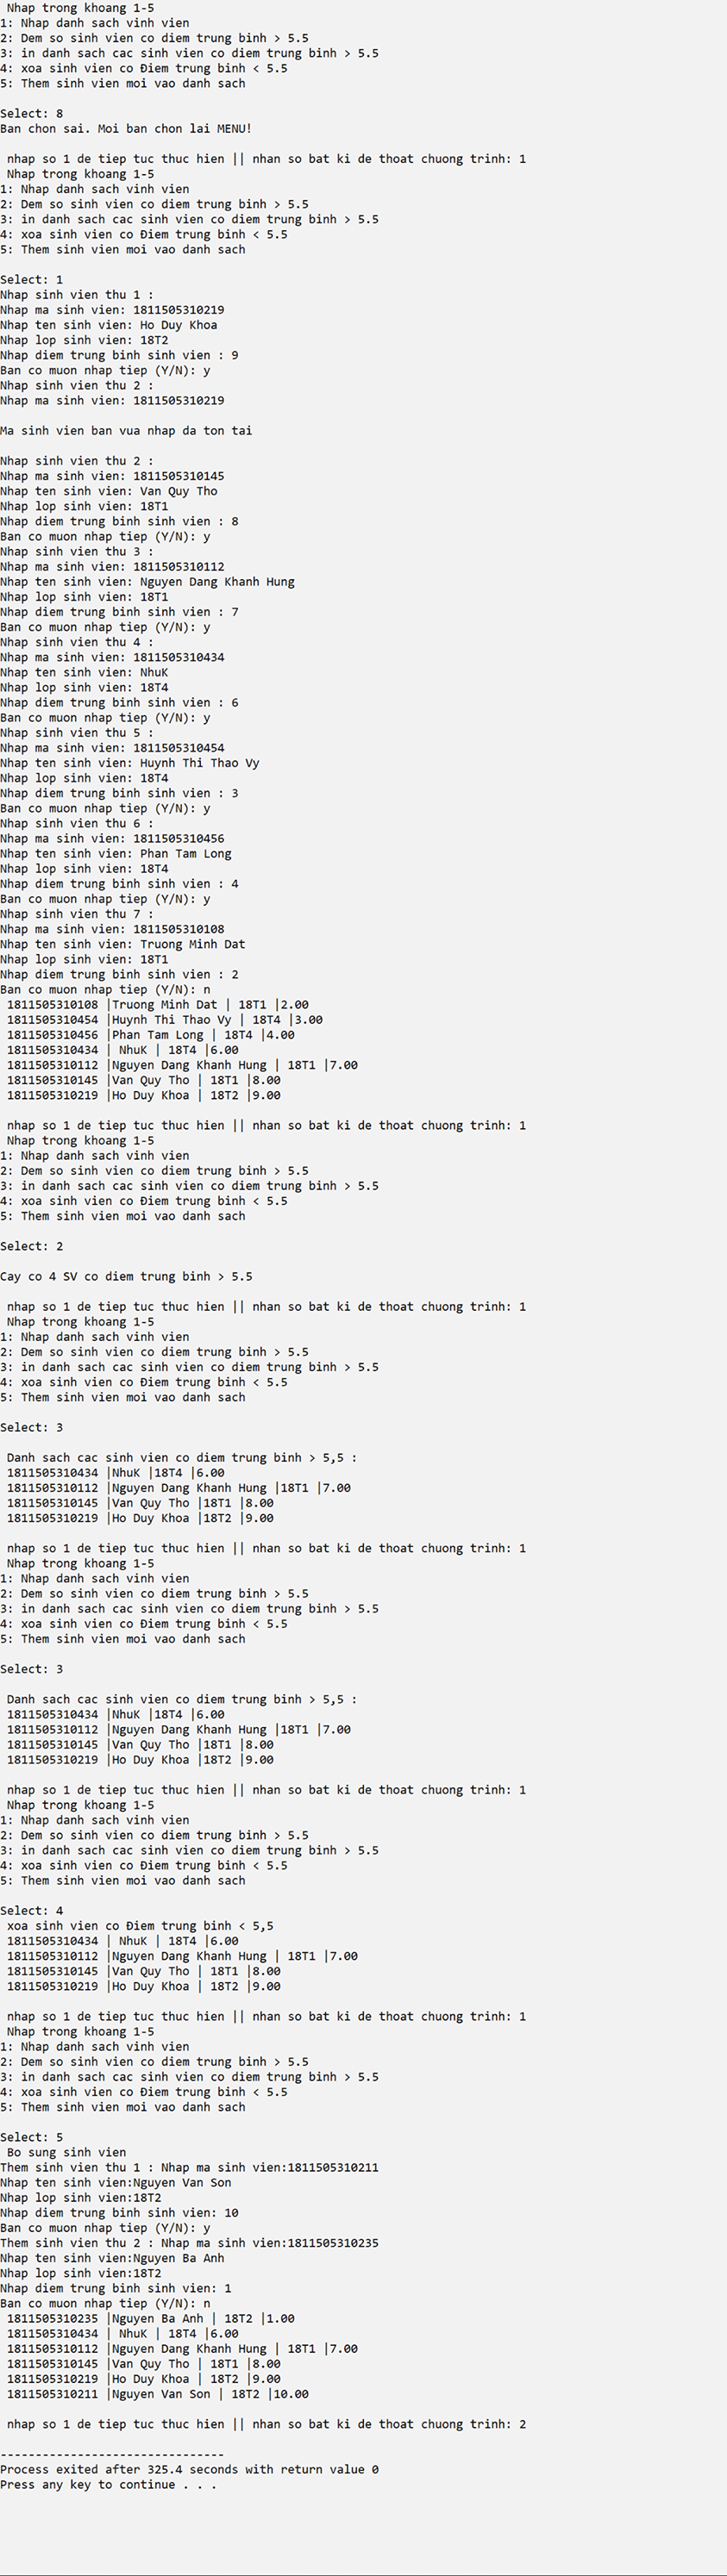 Nhap trong khoang 1-5
1: Nhap danh sach vinh vien
2: Dem so sinh vien co diem trung binh > 5.5
3: in danh sach cac sinh vien co diem trung binh > 5.5
4: xoa sinh vien co Điem trung binh < 5.5
5: Them sinh vien moi vao danh sach
Select: 8
Ban chon sai. Moi ban chon lai MENU!
nhap so 1 de tiep tuc thuc hien || nhan so bat ki de thoat chuong trinh: 1
Nhap trong khoang 1-5
1: Nhap danh sach vinh vien
2: Dem so sinh vien co diem trung binh > 5.5
3: in danh sach cac sinh vien co diem trung binh > 5.5
4: xoa sinh vien co Điem trung binh < 5.5
5: Them sinh vien moi vao danh sach
Select: 1
Nhap sinh vien thu 1 :
Nhap ma sinh vien: 1811505310219
Nhap ten sinh vien: Ho Duy Khoa
Nhap lop sinh vien: 18T2
Nhap diem trung binh sinh vien : 9
Ban co muon nhap tiep (Y/N): y
Nhap sinh vien thu 2 :
Nhap ma sinh vien: 1811505310219
Ma sinh vien ban vua nhap da ton tai
Nhap sinh vien thu 2 :
Nhap ma sinh vien: 1811505310145
Nhap ten sinh vien: Van Quy Tho
Nhap lop sinh vien: 18T1
Nhap diem trung binh sinh vien : 8
Ban co muon nhap tiep (Y/N): y
Nhap sinh vien thu 3 :
Nhap ma sinh vien: 1811505310112
Nhap ten sinh vien: Nguyen Dang Khanh Hung
Nhap lop sinh vien: 18T1
Nhap diem trung binh sinh vien : 7
Ban co muon nhap tiep (Y/N): y
Nhap sinh vien thu 4 :
Nhap ma sinh vien: 1811505310434
Nhap ten sinh vien: NhuK
Nhap lop sinh vien: 18T4
Nhap diem trung binh sinh vien : 6
Ban co muon nhap tiep (Y/N): y
Nhap sinh vien thu 5 :
Nhap ma sinh vien: 1811505310454
Nhap ten sinh vien: Huynh Thi Thao Vy
Nhap lop sinh vien: 18T4
Nhap diem trung binh sinh vien : 3
Ban co muon nhap tiep (Y/N): y
Nhap sinh vien thu 6 :
Nhap ma sinh vien: 1811505310456
Nhap ten sinh vien: Phan Tam Long
Nhap lop sinh vien: 18T4
Nhap diem trung binh sinh vien : 4
Ban co muon nhap tiep (Y/N): y
Nhap sinh vien thu 7 :
Nhap ma sinh vien: 1811505310108
Nhap ten sinh vien: Truong Minh Dat
Nhap lop sinh vien: 18T1
Nhap diem trung binh sinh vien : 2
Ban co muon nhap tiep (Y/N): n
1811505310108 |Truong Minh Dat | 18T1 |2.00
1811505310454 |Huynh Thi Thao Vy | 18T4 |3.00
1811505310456 |Phan Tam Long | 18T4 |4.00
1811505310434 | NhuK | 18T4 |6.00
1811505310112 |Nguyen Dang Khanh Hung | 18T1 |7.00
1811505310145 |Van Quy Tho | 18T1 |8.00
1811505310219 |Ho Duy Khoa | 18T2 |9.00
nhap so 1 de tiep tuc thuc hien || nhan so bat ki de thoat chuong trinh: 1
Nhap trong khoang 1-5
1: Nhap danh sach vinh vien
2: Dem so sinh vien co diem trung binh > 5.5
3: in danh sach cac sinh vien co diem trung binh > 5.5
4: xoa sinh vien co Điem trung binh < 5.5
5: Them sinh vien moi vao danh sach
Select: 2
Cay co 4 SV co diem trung binh > 5.5
nhap so 1 de tiep tuc thuc hien || nhan so bat ki de thoat chuong trinh: 1
Nhap trong khoang 1-5
1: Nhap danh sach vinh vien
2: Dem so sinh vien co diem trung binh > 5.5
3: in danh sach cac sinh vien co diem trung binh > 5.5
4: xoa sinh vien co Điem trung binh < 5.5
5: Them sinh vien moi vao danh sach
Select: 3
Danh sach cac sinh vien co diem trung binh > 5,5 :
1811505310434 |NhuK |18T4 |6.00
1811505310112 |Nguyen Dang Khanh Hung |18T1 |7.00
1811505310145 |Van Quy Tho |18T1 |8.00
1811505310219 |Ho Duy Khoa |18T2 |9.00
nhap so 1 de tiep tuc thuc hien || nhan so bat ki de thoat chuong trinh: 1
Nhap trong khoang 1-5
1: Nhap danh sach vinh vien
2: Dem so sinh vien co diem trung binh > 5.5
3: in danh sach cac sinh vien co diem trung binh > 5.5
4: xoa sinh vien co Điem trung binh < 5.5
5: Them sinh vien moi vao danh sach
Select: 3
Danh sach cac sinh vien co diem trung binh > 5,5 :
1811505310434 |NhuK |18T4 |6.00
1811505310112 |Nguyen Dang Khanh Hung |18T1 |7.00
1811505310145 |Van Quy Tho |18T1 |8.00
1811505310219 |Ho Duy Khoa |18T2 |9.00
nhap so 1 de tiep tuc thuc hien || nhan so bat ki de thoat chuong trinh: 1
Nhap trong khoang 1-5
1: Nhap danh sach vinh vien
2: Dem so sinh vien co diem trung binh > 5.5
3: in danh sach cac sinh vien co diem trung binh > 5.5
4: xoa sinh vien co Điem trung binh < 5.5
5: Them sinh vien moi vao danh sach
Select: 4
xoa sinh vien co Điem trung binh < 5,5
1811505310434 | NhuK | 18T4 |6.00
1811505310112 |Nguyen Dang Khanh Hung | 18T1 |7.00
1811505310145 |Van Quy Tho | 18T1 |8.00
1811505310219 |Ho Duy Khoa | 18T2 |9.00
nhap so 1 de tiep tuc thuc hien || nhan so bat ki de thoat chuong trinh: 1
Nhap trong khoang 1-5
1: Nhap danh sach vinh vien
2: Dem so sinh vien co diem trung binh > 5.5
3: in danh sach cac sinh vien co diem trung binh > 5.5
4: xoa sinh vien co Điem trung binh < 5.5
5: Them sinh vien moi vao danh sach
Select: 5
Bo sung sinh vien
Them sinh vien thu 1 : Nhap ma sinh vien:1811505310211
Nhap ten sinh vien:Nguyen Van Son
Nhap lop sinh vien:18T2
Nhap diem trung binh sinh vien: 10
Ban co muon nhap tiep (Y/N): y
Them sinh vien thu 2 : Nhap ma sinh vien:1811505310235
Nhap ten sinh vien:Nguyen Ba Anh
Nhap lop sinh vien:18T2
Nhap diem trung binh sinh vien: 1
Ban co muon nhap tiep (Y/N): n
1811505310235 |Nguyen Ba Anh | 18T2 |1.00
1811505310434 | NhuK | 18T4 |6.00
1811505310112 |Nguyen Dang Khanh Hung | 18T1 |7.00
1811505310145 |Van Quy Tho | 18T1 |8.00
1811505310219 |Ho Duy Khoa | 18T2 |9.00
1811505310211 |Nguyen Van Son | 18T2 |10.00
nhap so 1 de tiep tuc thuc hien || nhan so bat ki de thoat chuong trinh: 2
--------------------------------
Process exited after 325.4 seconds with return value 0
Press any key to continue . . .